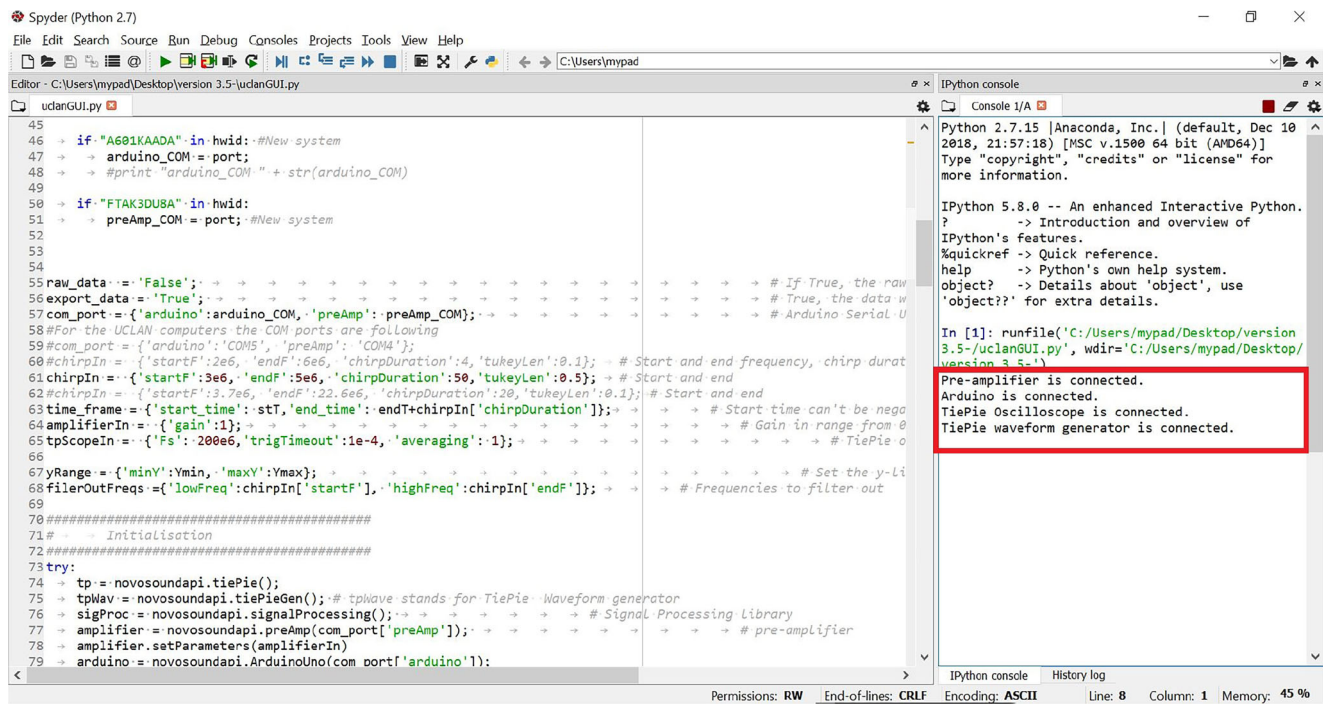 Spyder (Python 2.7)
File Edit Search Source Run Debug Consoles Projects Tools View Help
C:\Users\mypad
Editor - C:\Users\mypad\Desktop\version 3.5-\uclanGUI.py
uclanGUI.py
45
46 if "A601KAADA" in hwid: #New system
47 arduino_COM = port;
48 #print "arduino_COM " + str(arduino_COM)
49
50 if "FTAK3DU8A" in hwid:
51 preAmp_COM = port; #New system
52
53
54
55 raw_data = 'False'; # If True, the raw
56 export_data = 'True'; # True, the data w
57 com_port = {'arduino':arduino_COM, 'preAmp': preAmp_COM}; # Arduino Serial U
58 #For the UCLAN computers the COM ports are following
59 #com_port = {'arduino':'COM5', 'preAmp': 'COM4'};
60 #chirpIn = {'startF':2e6, 'endF':6e6, 'chirpDuration':4,'tukeyLen':0.1}; # Start and end frequency, chirp durat
61 chirpIn = {'startF':3e6, 'endF':5e6, 'chirpDuration':50,'tukeyLen':0.5}; # Start and end
62 #chirpIn = {'startF':3.7e6, 'endF':22.6e6, 'chirpDuration':20,'tukeyLen':0.1}; # Start and end
63 time_frame = {'start_time': stT,'end_time': endT+chirpIn['chirpDuration']}; # Start time can't be nega
64 amplifierIn = {'gain':1}; # Gain in range from 0
65 tpScopeIn = {'Fs': 200e6,'trigTimeout':1e-4, 'averaging': 1}; # TiePie o
66
67 yRange = {'minY':Ymin, 'maxY':Ymax}; # Set the y-li
68 filerOutFreqs ={'lowFreq':chirpIn['startF'], 'highFreq':chirpIn['endF']}; # Frequencies to filter out
69
70 ###########################################
71 # Initialisation
72 ###########################################
73 try:
74 tp = novosoundapi.tiePie();
75 tpWav = novosoundapi.tiePieGen(); # tpWave stands for TiePie Waveform generator
76 sigProc = novosoundapi.signalProcessing(); # Signal Processing library
77 amplifier = novosoundapi.preAmp(com_port['preAmp']); # pre-amplifier
78 amplifier.setParameters(amplifierIn)
79 arduino = novosoundapi.ArduinoUno(com_port['arduino']);
IPython console
Console 1/A
Python 2.7.15 |Anaconda, Inc.| (default, Dec 10
2018, 21:57:18) [MSC v.1500 64 bit (AMD64)]
Type "copyright", "credits" or "license" for
more information.
IPython 5.8.0 -- An enhanced Interactive Python.
? -> Introduction and overview of
IPython's features.
%quickref -> Quick reference.
help -> Python's own help system.
object? -> Details about 'object', use
'object??' for extra details.
In [1]: runfile('C:/Users/mypad/Desktop/version
3.5-/uclanGUI.py', wdir='C:/Users/mypad/Desktop/
version 3.5-')
Pre-amplifier is connected.
Arduino is connected.
TiePie Oscilloscope is connected.
TiePie waveform generator is connected.
IPython console History log
Permissions: RW End-of-lines: CRLF Encoding: ASCII Line: 8 Column: 1 Memory: 45 %